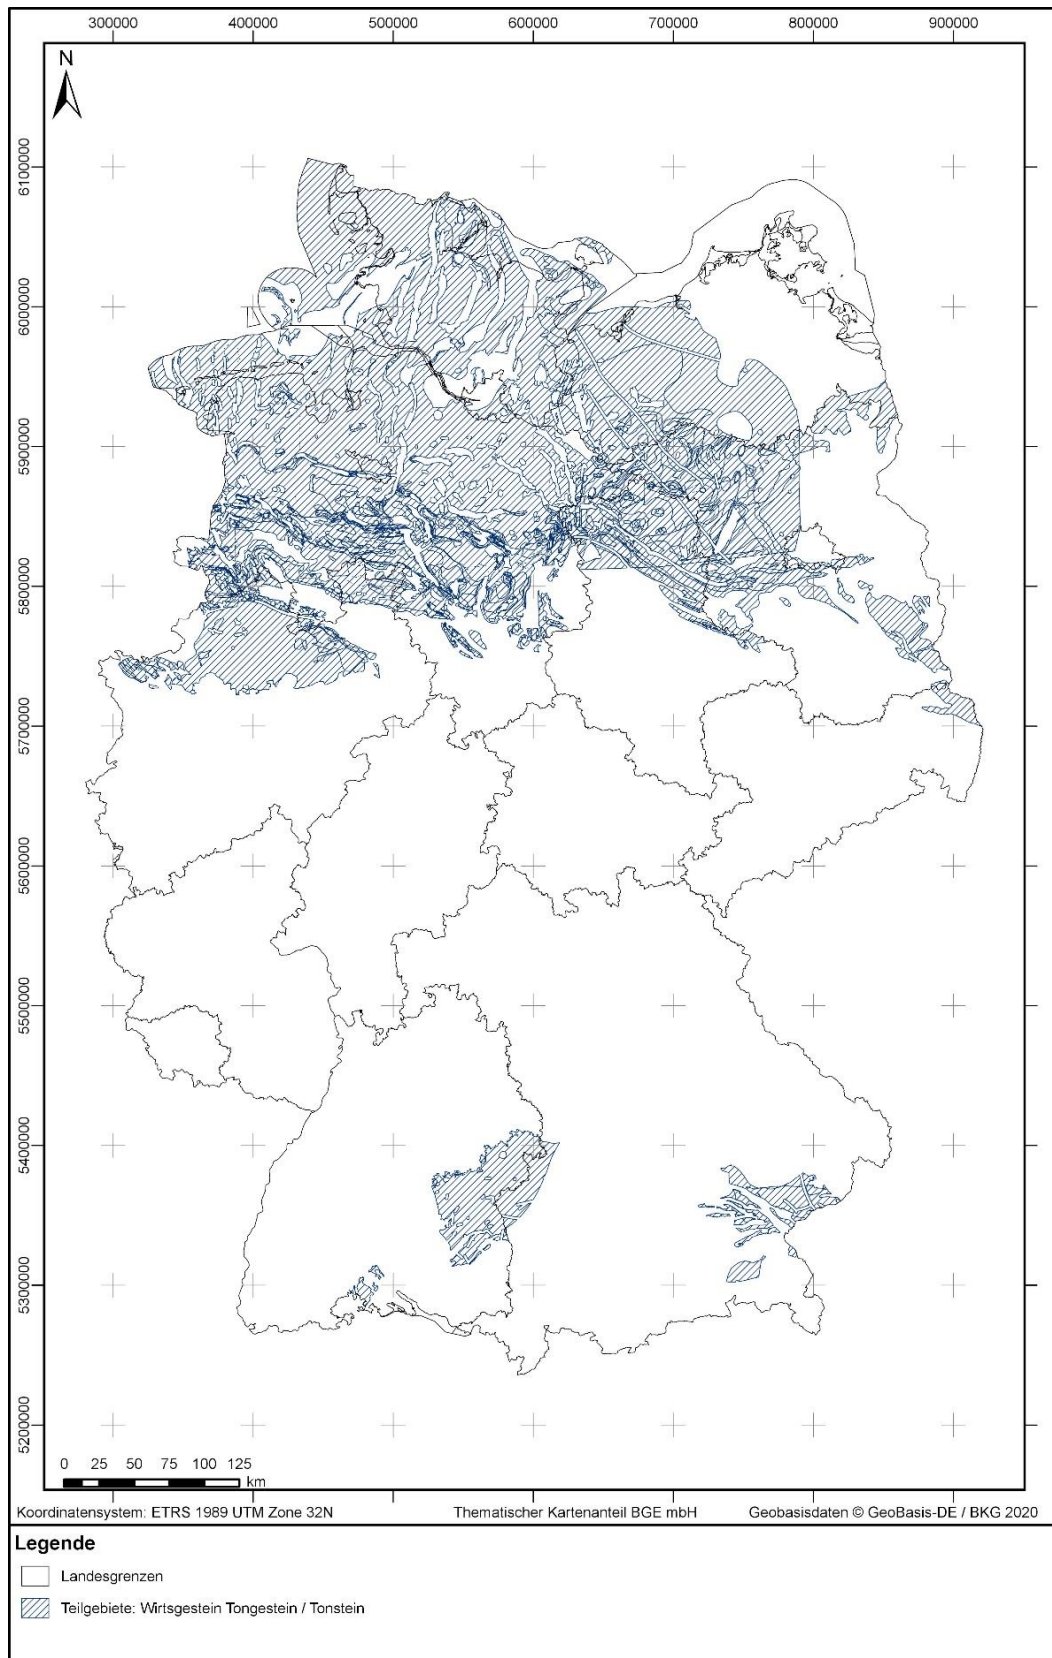 300000 400000 500000 600000 700000 800000 900000
N
6100000
6000000
5900000
5800000
5700000
5600000
5500000
5400000
5300000
5200000
0 25 50 75 100 125
km
Koordinatensystem: ETRS 1989 UTM Zone 32N Thematischer Kartenanteil BGE mbH Geobasisdaten © GeoBasis-DE / BKG 2020
Legende
Landesgrenzen
Teilgebiete: Wirtsgestein Tongestein / Tonstein